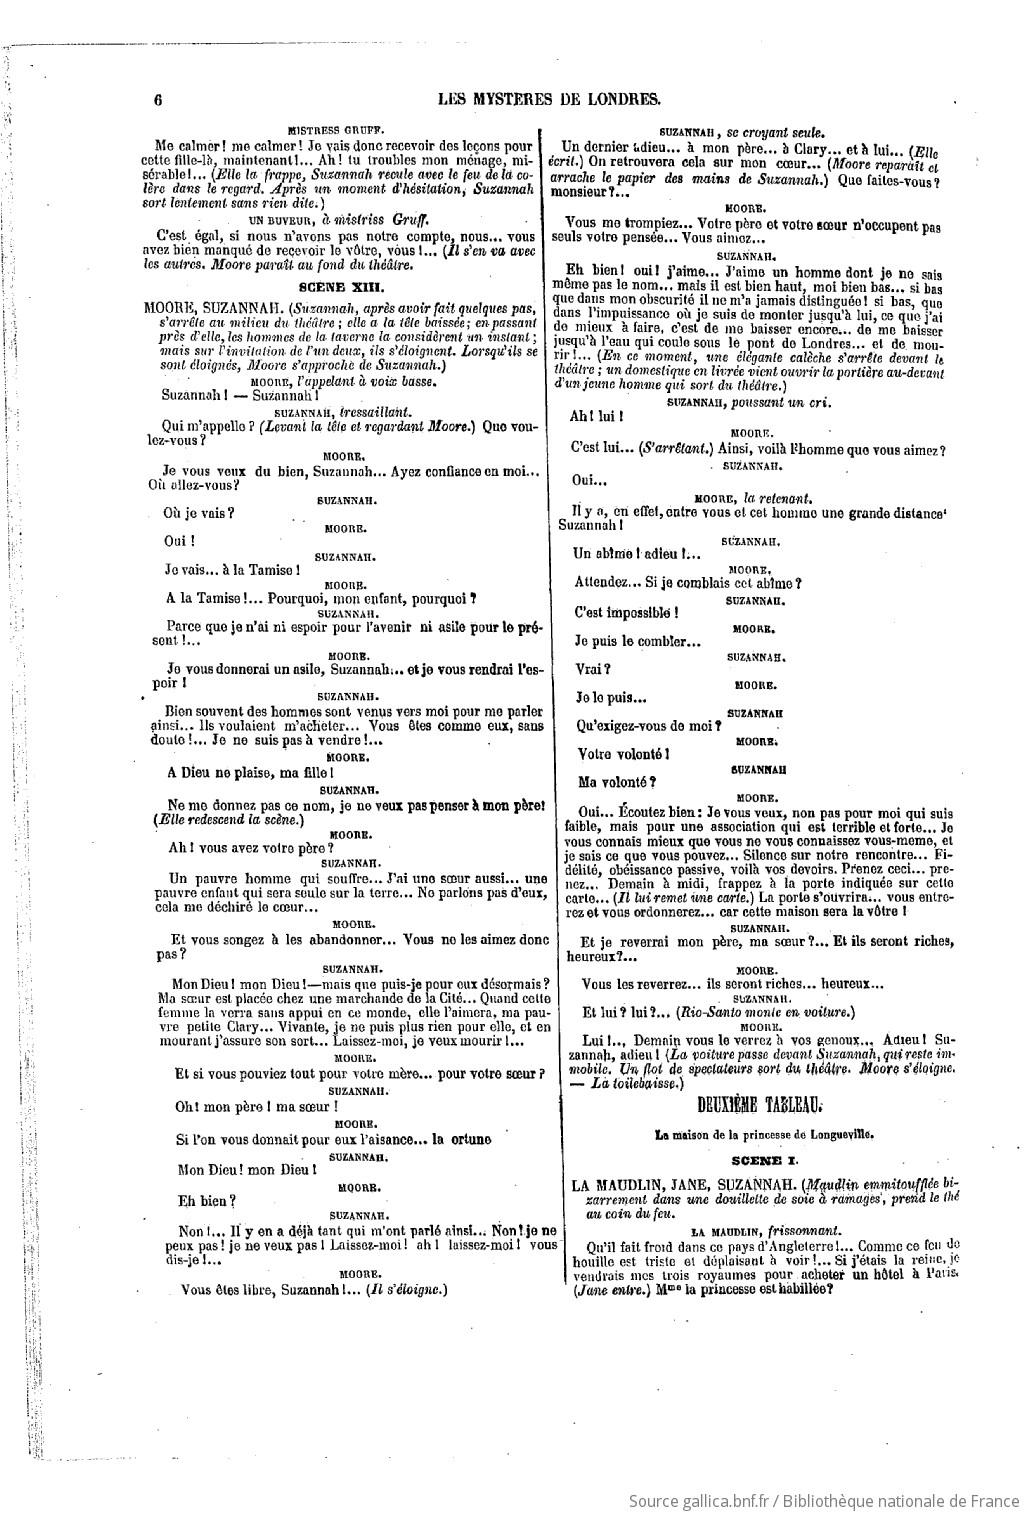 6
LES MYSTERES DE LONDRES.
MISTRESS GRUFF.
Me calmer! me calmer! Je vais donc recevoir des leçons pour
cette fille-là, maintenant!... Ah! tu troubles mon ménage, mi-
sérable!... (Elle la frappe, Suzannah recule avec le feu de la co-
lère dans le regard. Après un moment d'hésitation, Suzannah
sort lentement sans rien dire.)
UN BUVEUR, à mistriss Gruff.
C'est égal, si nous n'avons pas notre compte, nous... vous
avez bien manqué de recevoir le vôtre, vous!... (Il s'en va avec
les autres. Moore paraît au fond du théâtre.
SCÈNE XIII.
MOORE, SUZANNAH. (Suzannah, après avoir fait quelques pas,
s'arrête au milieu du théâtre; elle a la tête baissée; en passant
près d'elle, les hommes de la taverne la considèrent un instant;
mais sur l'invitation de l'un deux, ils s'éloignent. Lorsqu'ils se
sont éloignés, Moore s'approche de Suzannah.)
MOORE, l'appelant à voix basse.
Suzannah! — Suzannah!
SUZANNAH, tressaillant.
Qui m'appelle? (Levant la tête et regardant Moore.) Que vou-
lez-vous?
MOORE.
Je vous veux du bien, Suzannah... Ayez confiance en moi...
Où allez-vous?
SUZANNAH.
Où je vais?
MOORE.
Oui!
SUZANNAH.
Je vais... à la Tamise!
MOORE.
A la Tamise!... Pourquoi, mon enfant, pourquoi?
SUZANNAH.
Parce que je n'ai ni espoir pour l'avenir ni asile pour le pré-
sent!...
MOORE.
Je vous donnerai un asile, Suzannah... et je vous rendrai l'es-
poir!
SUZANNAH.
Bien souvent des hommes sont venus vers moi pour me parler
ainsi... Ils voulaient m'acheter... Vous êtes comme eux, sans
doute!... Je ne suis pas à vendre!...
MOORE.
A Dieu ne plaise, ma fille!
SUZANNAH.
Ne me donnez pas ce nom, je ne veux pas penser à mon père!
(Elle redescend la scène.)
MOORE.
Ah! vous avez votre père?
SUZANNAH.
Un pauvre homme qui souffre... J'ai une sœur aussi... une
pauvre enfant qui sera seule sur la terre... Ne parlons pas d'eux,
cela me déchiré le cœur...
MOORE.
Et vous songez à les abandonner... Vous ne les aimez donc
pas?
SUZANNAH.
Mon Dieu! mon Dieu!—mais que puis-je pour eux désormais?
Ma sœur est placée chez une marchande de la Cité... Quand cette
femme la verra sans appui en ce monde, elle l'aimera, ma pau-
vre petite Clary... Vivante, je ne puis plus rien pour elle, et en
mourant j'assure son sort... Laissez-moi, je veux mourir!...
MOORE.
Et si vous pouviez tout pour votre mère... pour votre sœur?
SUZANNAH.
Oh! mon père! ma sœur!
MOORE.
Si l'on vous donnait pour eux l'aisance... la ortune
SUZANNAH.
Mon Dieu! mon Dieu!
MOORE.
Eh bien?
SUZANNAH.
Non!... Il y en a déjà tant qui m'ont parlé ainsi... Non! je ne
peux pas! je ne veux pas! Laissez-moi! ah! laissez-moi! vous
dis-je!...
MOORE.
Vous êtes libre, Suzannah!... (Il s'éloigne.)
SUZANNAH, se croyant seule.
Un dernier adieu... à mon père... à Clary... et à lui... (Elle
écrit.) On retrouvera cela sur mon cœur... (Moore reparaît et
arrache le papier des mains de Suzannah.) Que faites-vous?
monsieur?...
MOORE.
Vous me trompiez... Votre père et votre sœur n'occupent pas
seuls votre pensée... Vous aimez...
SUZANNAH.
Eh bien! oui! j'aime... J'aime un homme dont je ne sais
même pas le nom... mais il est bien haut, moi bien bas... si bas
que dans mon obscurité il ne m'a jamais distinguée! si bas, que
dans l'impuissance où je suis de monter jusqu'à lui, ce que j'ai
de mieux à faire, c'est de me baisser encore... de me baisser
jusqu'à l'eau qui coule sous le pont de Londres... et de mou-
rir!... (En ce moment, une élégante calèche s'arrête devant le
théâtre; un domestique en livrée vient ouvrir la portière au-devant
d'un jeune homme qui sort du théâtre.)
SUZANNAH, poussant un cri.
Ah! lui!
MOORE.
C'est lui... (S'arrêtant.) Ainsi, voilà l'homme que vous aimez?
SUZANNAH.
Oui...
MOORE, la retenant.
Il y a, en effet, entre vous et cet homme une grande distance
Suzannah!
SUZANNAH.
Un abîme! adieu!...
MOORE.
Attendez... Si je comblais cet abîme?
SUZANNAH.
C'est impossible!
MOORE.
Je puis le combler...
SUZANNAH.
Vrai?
MOORE.
Je le puis...
SUZANNAH
Qu'exigez-vous de moi?
MOORE.
Votre volonté!
SUZANNAH
Ma volonté?
MOORE.
Oui... Écoutez bien: Je vous veux, non pas pour moi qui suis
faible, mais pour une association qui est terrible et forte... Je
vous connais mieux que vous ne vous connaissez vous-meme, et
je sais ce que vous pouvez... Silence sur notre rencontre... Fi-
délité, obéissance passive, voilà vos devoirs. Prenez ceci... pre-
nez... Demain à midi, frappez à la porte indiquée sur cette
carte... (Il lui remet une carte.) La porte s'ouvrira... vous entre-
rez et vous ordonnerez... car cette maison sera la vôtre!
SUZANNAH.
Et je reverrai mon père, ma sœur?... Et ils seront riches,
heureux?...
MOORE.
Vous les reverrez... ils seront riches... heureux...
SUZANNAH.
Et lui? lui?... (Rio-Santo monte en voiture.)
MOORE.
Lui!... Demain vous le verrez à vos genoux... Adieu! Su-
zannah, adieu! (La voiture passe devant Suzannah, qui reste im-
mobile. Un flot de spectateurs sort du théâtre. Moore s'éloigne.
— La toile baisse.)
DEUXIÈME TABLEAU.
La maison de la princesse de Longueville.
SCENE I.
LA MAUDLIN, JANE, SUZANNAH. (Maudlin emmitoufflée bi-
zarrement dans une douillette de soie à ramages, prend le thé
au coin du feu.
LA MAUDLIN, frissonnant.
Qu'il fait froid dans ce pays d'Angleterre!... Comme ce feu de
houille est triste et déplaisant à voir!... Si j'étais la reine, je
vendrais mes trois royaumes pour acheter un hôtel à Paris.
(Jane entre.) Mme la princesse est habillée?
Source gallica.bnf.fr / Bibliothèque nationale de France